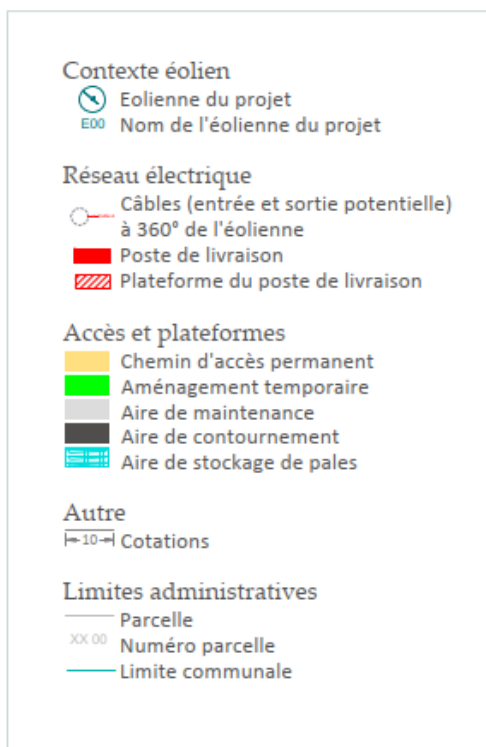 Contexte éolien
Eolienne du projet
E00 Nom de l'éolienne du projet
Réseau électrique
Câbles (entrée et sortie potentielle)
à 360° de l'éolienne
Poste de livraison
Plateforme du poste de livraison
Accès et plateformes
Chemin d'accès permanent
Aménagement temporaire
Aire de maintenance
Aire de contournement
Aire de stockage de pales
Autre
10 Cotations
Limites administratives
Parcelle
XX 00 Numéro parcelle
Limite communale